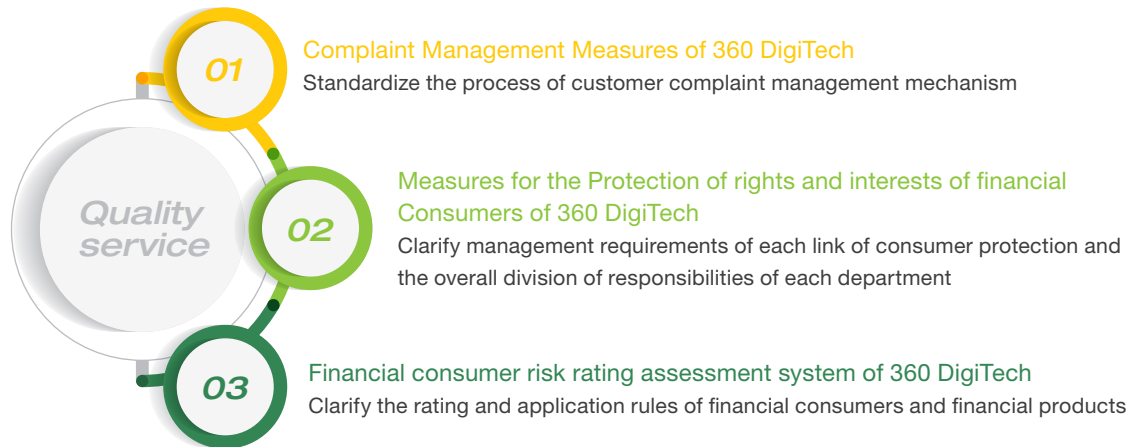 Quality
service
01
Complaint Management Measures of 360 DigiTech
Standardize the process of customer complaint management mechanism
02
Measures for the Protection of rights and interests of financial
Consumers of 360 DigiTech
Clarify management requirements of each link of consumer protection and
the overall division of responsibilities of each department
03
Financial consumer risk rating assessment system of 360 DigiTech
Clarify the rating and application rules of financial consumers and financial products